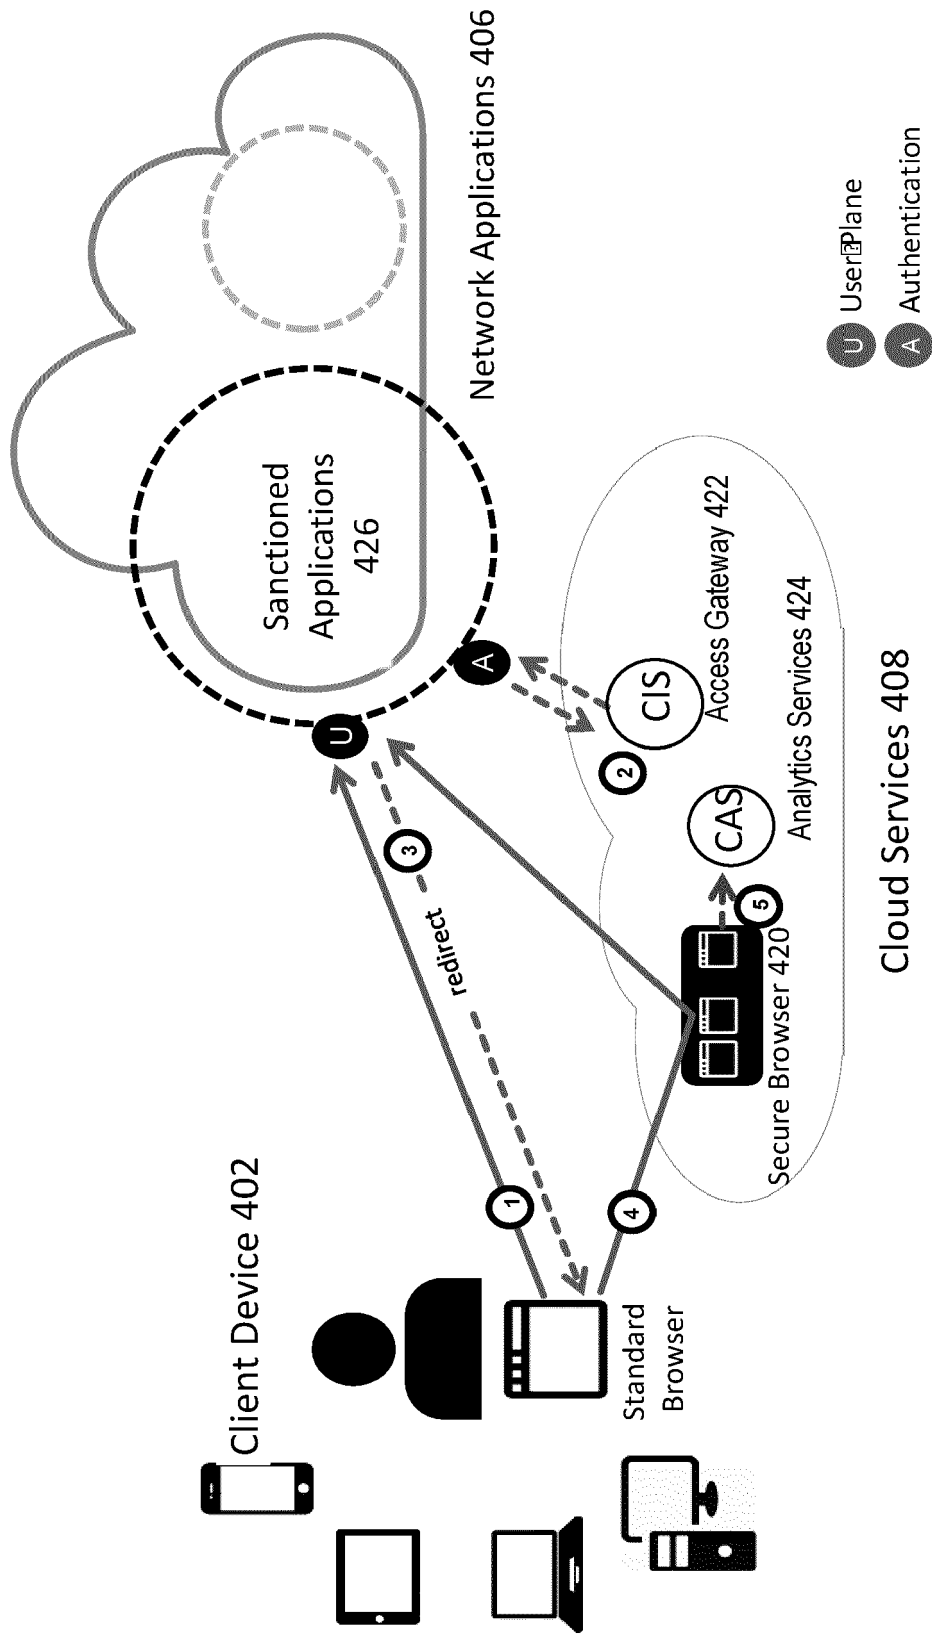 Client Device 402
Standard
Browser
1
redirect
3
4
U
Sanctioned
Applications
426
A
Network Applications 406
2
CIS
Access Gateway 422
CAS
Analytics Services 424
5
Secure Browser 420
Cloud Services 408
U
User⍰Plane
A
Authentication